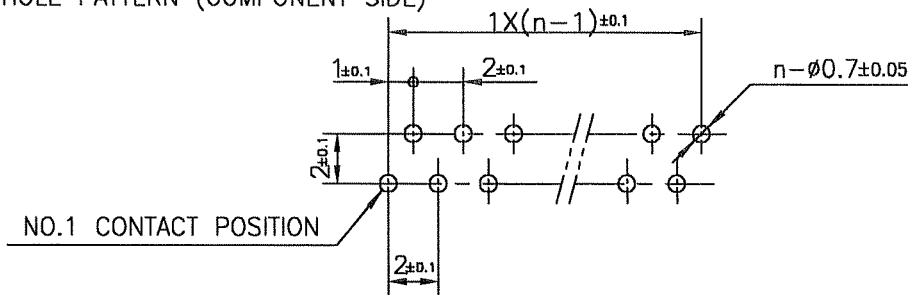 HOLE PATTERN (COMPONENT SIDE)
1X(n-1)±0.1
1±0.1
2±0.1
n-Ø0.7±0.05
2±0.1
NO.1 CONTACT POSITION
2±0.1